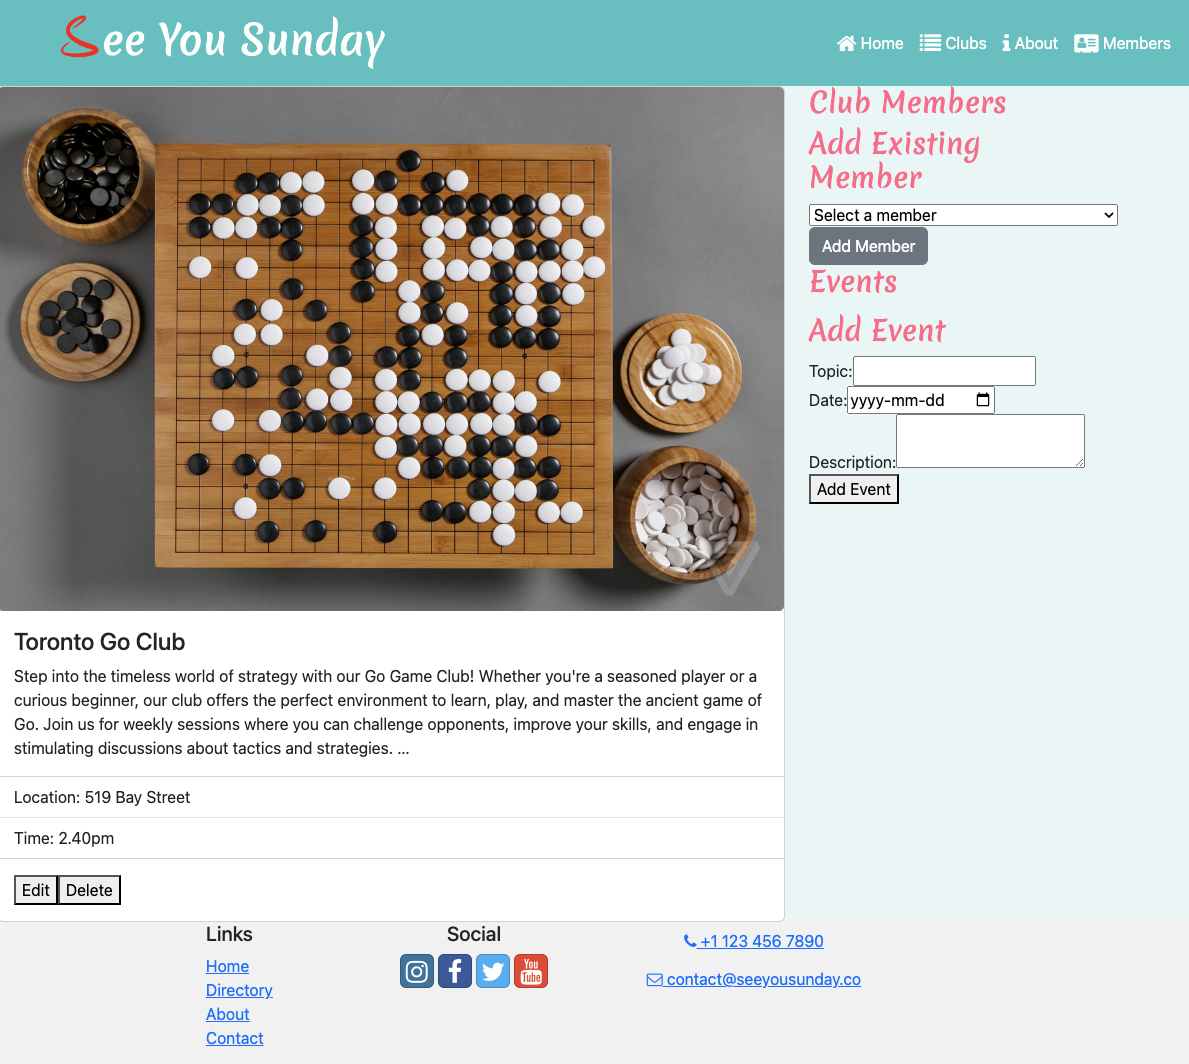 See You Sunday
Home Clubs About Members
Club Members
Add Existing
Member
Select a member
Add Member
Events
Add Event
Topic:
Date: yyyy-mm-dd
Description:
Add Event
Toronto Go Club
Step into the timeless world of strategy with our Go Game Club! Whether you're a seasoned player or a
curious beginner, our club offers the perfect environment to learn, play, and master the ancient game of
Go. Join us for weekly sessions where you can challenge opponents, improve your skills, and engage in
stimulating discussions about tactics and strategies. ...
Location: 519 Bay Street
Time: 2.40pm
Edit Delete
Links
Home
Directory
About
Contact
Social
You
Tube
+1 123 456 7890
contact@seeyousunday.co